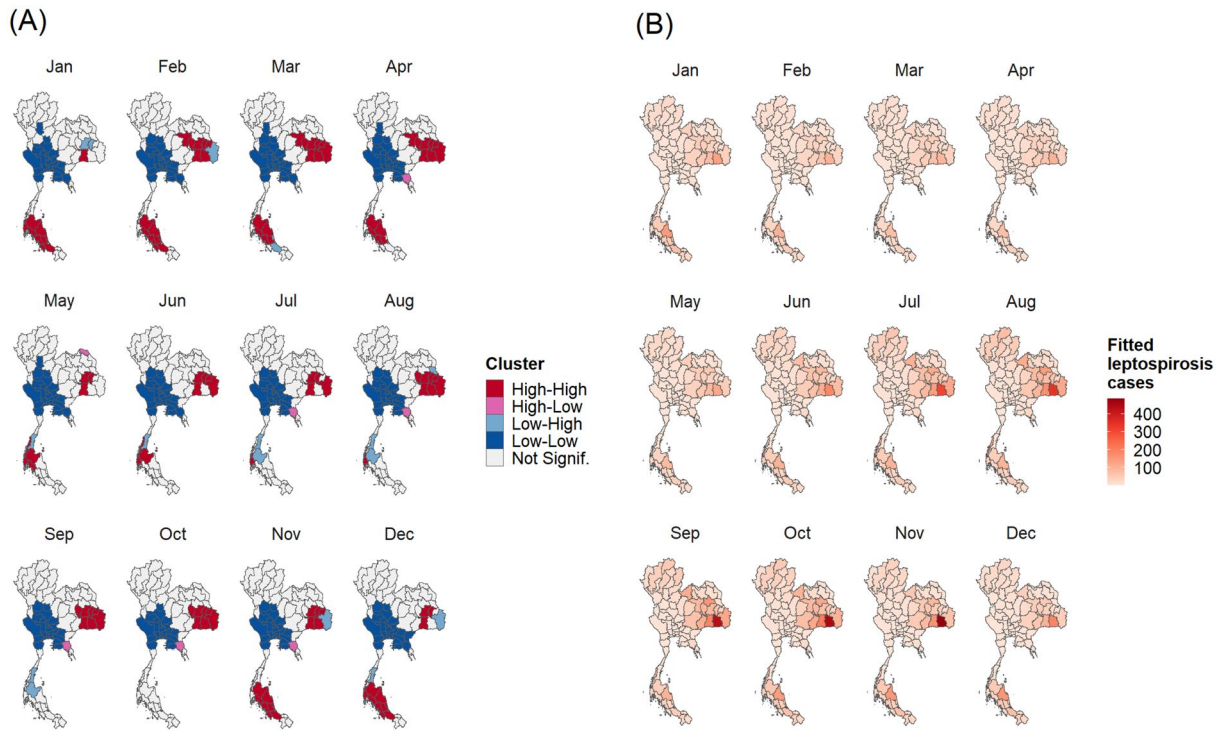 (A)
Jan Feb Mar Apr
May Jun Jul Aug
Sep Oct Nov Dec
Cluster
High-High
High-Low
Low-High
Low-Low
Not Signif.
(B)
Jan Feb Mar Apr
May Jun Jul Aug
Sep Oct Nov Dec
Fitted
leptospirosis
cases
400
300
200
100